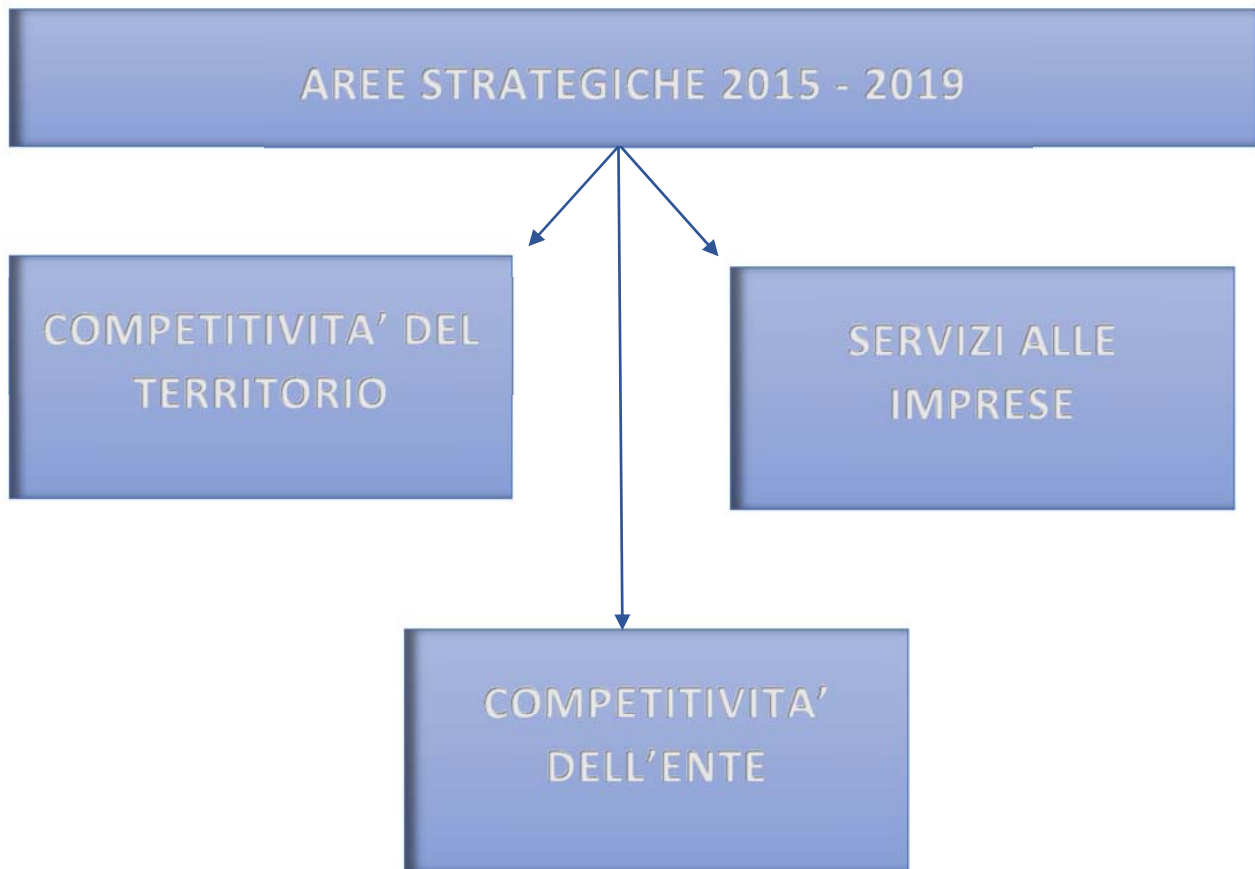 AREE STRATEGICHE 2015 - 2019
COMPETITIVITA’ DEL
TERRITORIO
SERVIZI ALLE
IMPRESE
COMPETITIVITA’
DELL’ENTE